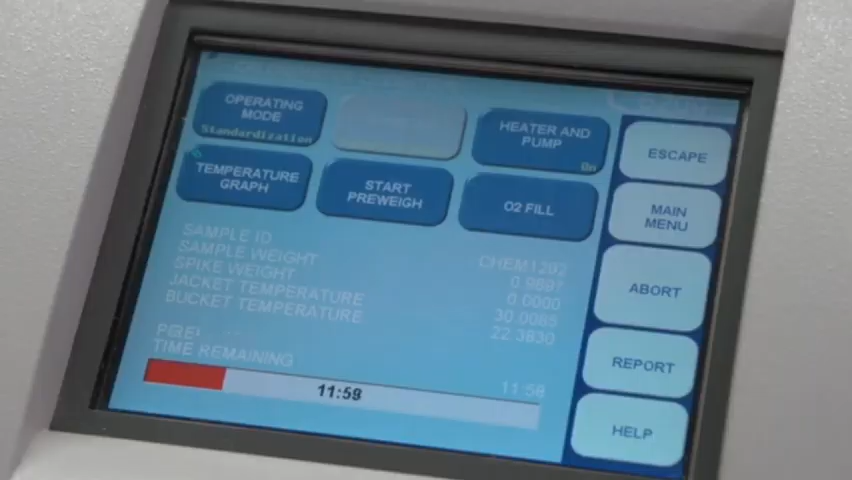 OPERATING
MODE
Standardization
HEATER AND
PUMP
On
ESCAPE
TEMPERATURE
GRAPH
START
PREWEIGH
O2 FILL
MAIN
MENU
SAMPLE ID CHEM1202
SAMPLE WEIGHT
SPIKE WEIGHT 0.0000
JACKET TEMPERATURE 30.0085
BUCKET TEMPERATURE 22.3830
ABORT
TIME REMAINING 11:58
11:58
REPORT
HELP